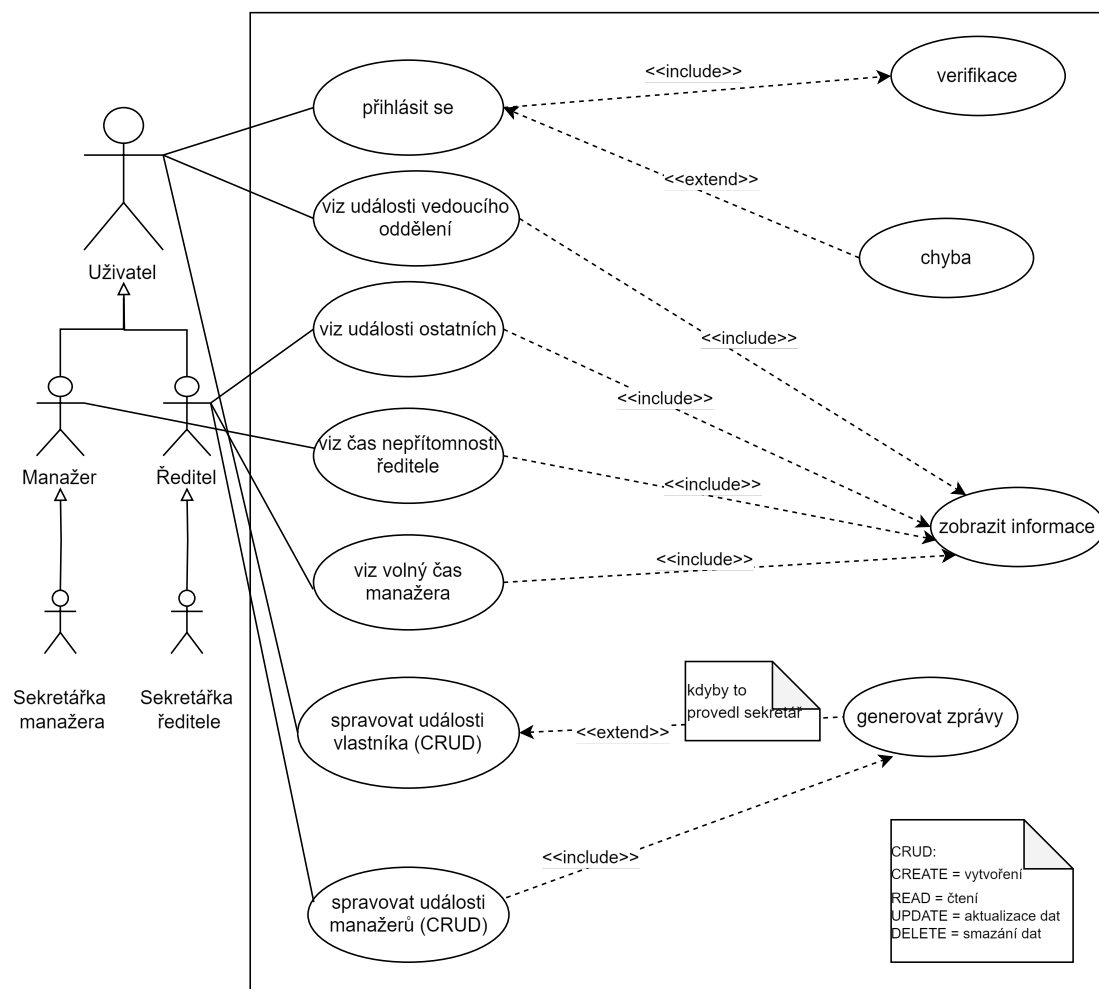 <<include>>
verifikace
přihlásit se
<<extend>>
viz události vedoucího
oddělení
chyba
Uživatel
viz události ostatních
<<include>>
<<include>>
viz čas nepřítomnosti
ředitele
Manažer
Ředitel
<<include>>
zobrazit informace
<<include>>
viz volný čas
manažera
Sekretářka
manažera
Sekretářka
ředitele
kdyby to
provedl sekretář
spravovat události
vlastníka (CRUD)
<<extend>>
generovat zprávy
<<include>>
spravovat události
manažerů (CRUD)
CRUD:
CREATE = vytvoření
READ = čtení
UPDATE = aktualizace dat
DELETE = smazání dat